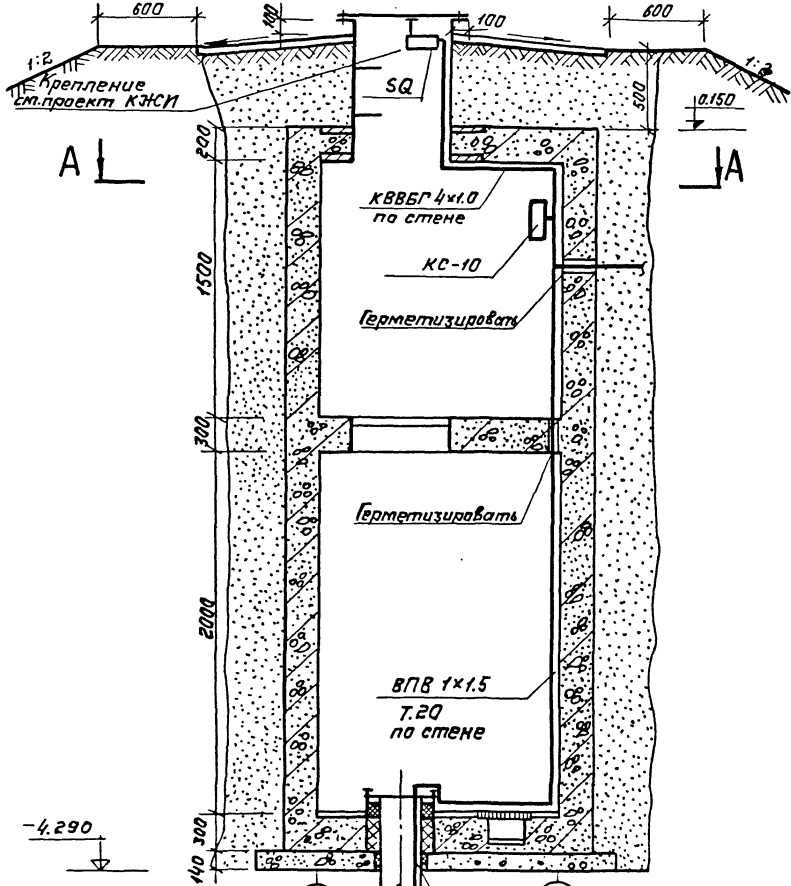 600
100
100
600
1:2
1:2
Крепление
см.проект КЖИ
SQ
500
0.150
200
А
А
КВВБГ 4×1.0
по стене
КС-10
1500
Герметизировать
300
Герметизировать
2000
ВПВ 1×1.5
Т.20
по стене
-4.290
300
140